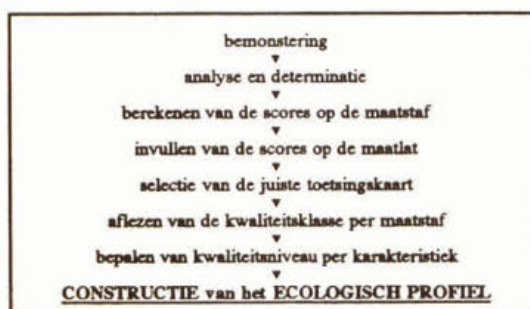 bemonstering
analyse en determinatie
berekenen van de scores op de maatstaf
invullen van de scores op de maatlat
selectie van de juiste toetsingskaart
aflezen van de kwaliteitsklasse per maatstaf
bepalen van kwaliteitsniveau per karakteristiek
CONSTRUCTIE van het ECOLOGISCH PROFIEL